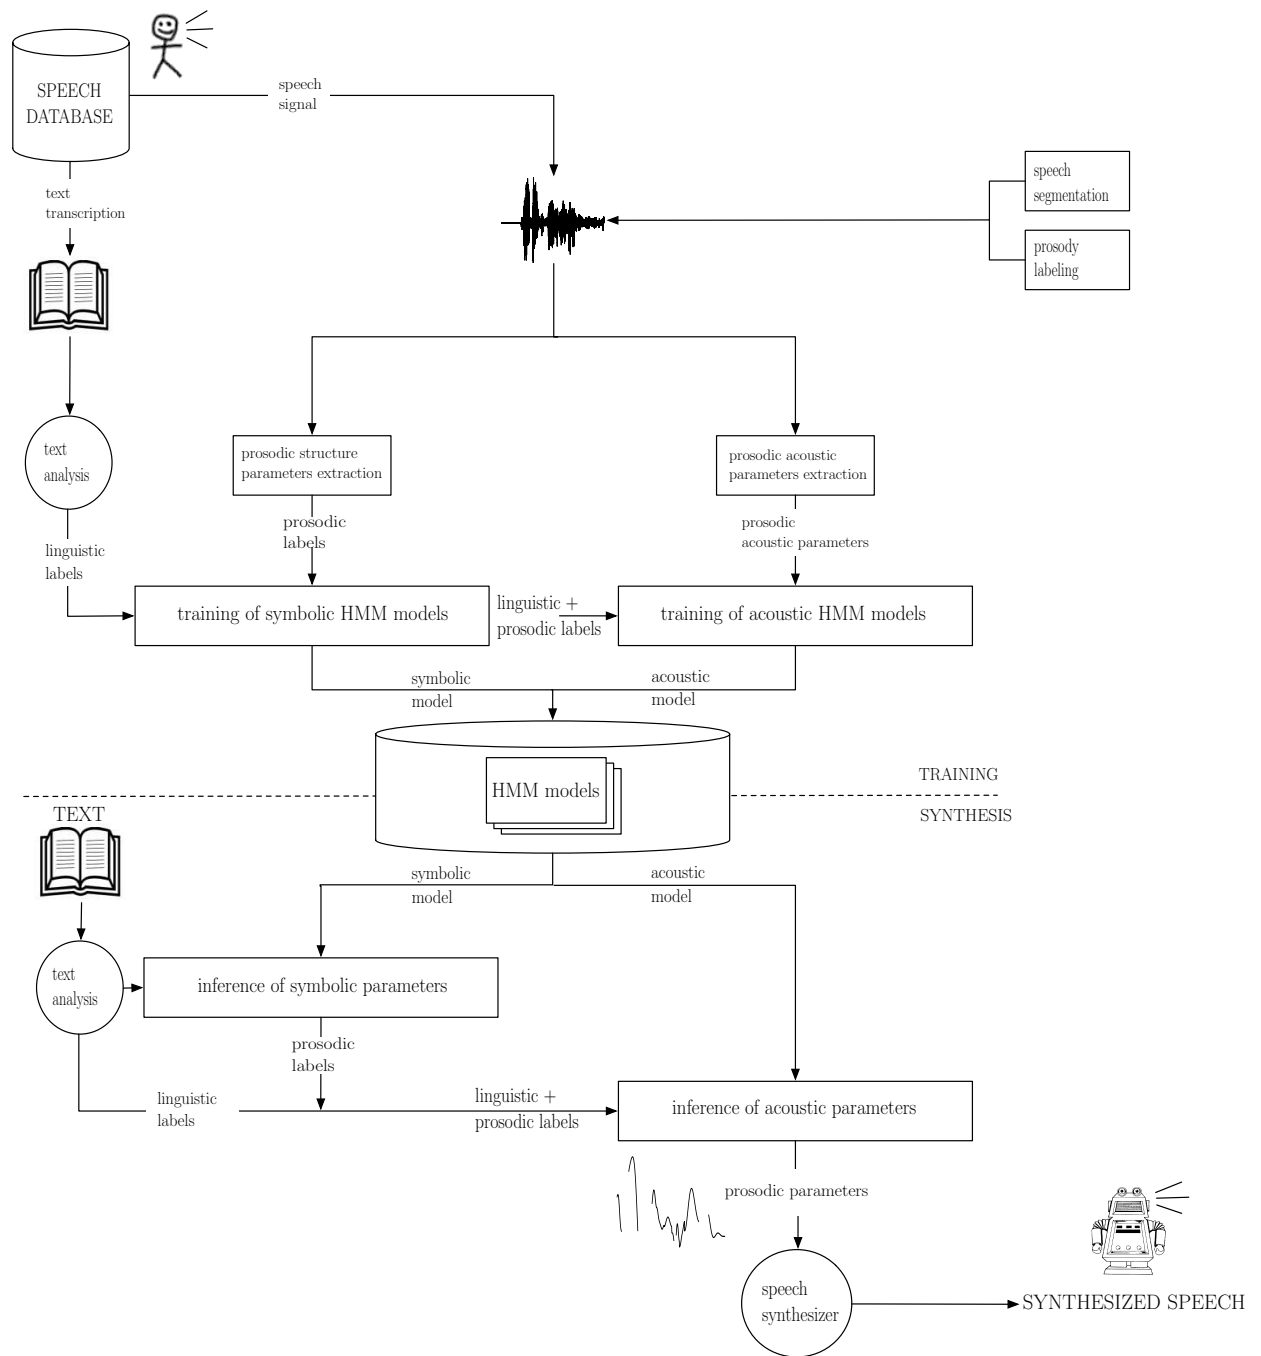 SPEECH
DATABASE
speech
signal
text
transcription
speech
segmentation
prosody
labeling
text
analysis
prosodic structure
parameters extraction
prosodic acoustic
parameters extraction
prosodic
labels
prosodic
acoustic parameters
linguistic
labels
training of symbolic HMM models
linguistic +
prosodic labels
training of acoustic HMM models
symbolic
model
acoustic
model
HMM models
TRAINING
SYNTHESIS
TEXT
symbolic
model
acoustic
model
text
analysis
inference of symbolic parameters
prosodic
labels
linguistic
labels
linguistic +
prosodic labels
inference of acoustic parameters
prosodic parameters
speech
synthesizer
SYNTHESIZED SPEECH